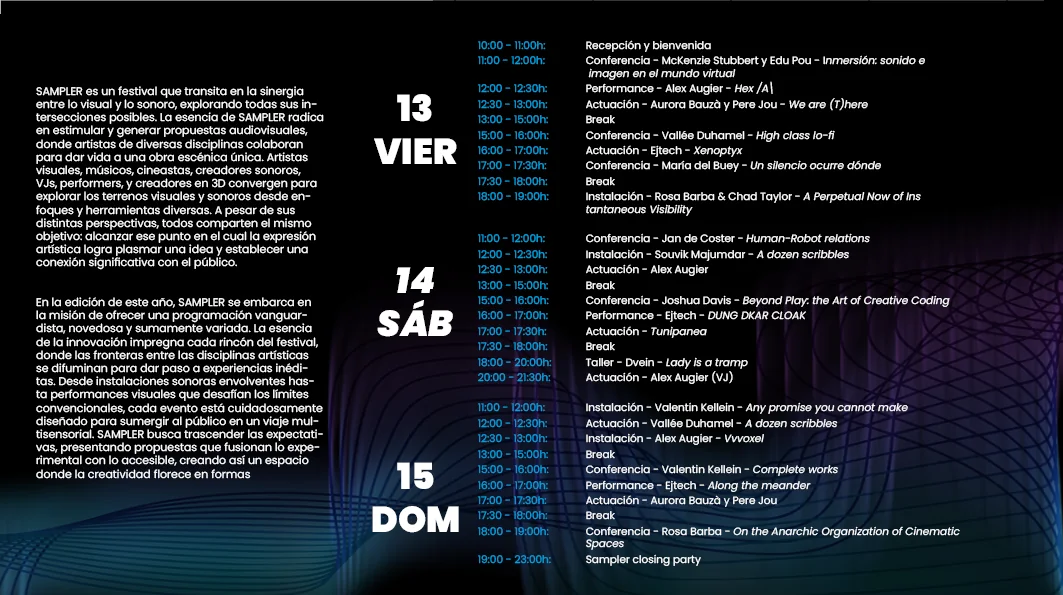 SAMPLER es un festival que transita en la sinergia
entre lo visual y lo sonoro, explorando todas sus in-
tersecciones posibles. La esencia de SAMPLER radica
en estimular y generar propuestas audiovisuales,
donde artistas de diversas disciplinas colaboran
para dar vida a una obra escénica única. Artistas
visuales, músicos, cineastas, creadores sonoros,
VJs, performers, y creadores en 3D convergen para
explorar los terrenos visuales y sonoros desde en-
foques y herramientas diversas. A pesar de sus
distintas perspectivas, todos comparten el mismo
objetivo: alcanzar ese punto en el cual la expresión
artística logra plasmar una idea y establecer una
conexión significativa con el público.
En la edición de este año, SAMPLER se embarca en
la misión de ofrecer una programación vanguar-
dista, novedosa y sumamente variada. La esencia
de la innovación impregna cada rincón del festival,
donde las fronteras entre las disciplinas artísticas
se difuminan para dar paso a experiencias inédi-
tas. Desde instalaciones sonoras envolventes has-
ta performances visuales que desafían los límites
convencionales, cada evento está cuidadosamente
diseñado para sumergir al público en un viaje mul-
tisensorial. SAMPLER busca trascender las expectati-
vas, presentando propuestas que fusionan lo expe-
rimental con lo accesible, creando así un espacio
donde la creatividad florece en formas
13
VIER
10:00 - 11:00h: Recepción y bienvenida
11:00 - 12:00h: Conferencia - McKenzie Stubbert y Edu Pou - Inmersión: sonido e
imagen en el mundo virtual
12:00 - 12:30h: Performance - Alex Augier - Hex /A\
12:30 - 13:00h: Actuación - Aurora Bauzà y Pere Jou - We are (T)here
13:00 - 15:00h: Break
15:00 - 16:00h: Conferencia - Vallée Duhamel - High class lo-fi
16:00 - 17:00h: Actuación - Ejtech - Xenoptyx
17:00 - 17:30h: Conferencia - María del Buey - Un silencio ocurre dónde
17:30 - 18:00h: Break
18:00 - 19:00h: Instalación - Rosa Barba & Chad Taylor - A Perpetual Now of Ins
tantaneous Visibility
14
SÁB
11:00 - 12:00h: Conferencia - Jan de Coster - Human-Robot relations
12:00 - 12:30h: Instalación - Souvik Majumdar - A dozen scribbles
12:30 - 13:00h: Actuación - Alex Augier
13:00 - 15:00h: Break
15:00 - 16:00h: Conferencia - Joshua Davis - Beyond Play: the Art of Creative Coding
16:00 - 17:00h: Performance - Ejtech - DUNG DKAR CLOAK
17:00 - 17:30h: Actuación - Tunipanea
17:30 - 18:00h: Break
18:00 - 20:00h: Taller - Dvein - Lady is a tramp
20:00 - 21:30h: Actuación - Alex Augier (VJ)
15
DOM
11:00 - 12:00h: Instalación - Valentin Kellein - Any promise you cannot make
12:00 - 12:30h: Actuación - Vallée Duhamel - A dozen scribbles
12:30 - 13:00h: Instalación - Alex Augier - Vvvoxel
13:00 - 15:00h: Break
15:00 - 16:00h: Conferencia - Valentin Kellein - Complete works
16:00 - 17:00h: Performance - Ejtech - Along the meander
17:00 - 17:30h: Actuación - Aurora Bauzà y Pere Jou
17:30 - 18:00h: Break
18:00 - 19:00h: Conferencia - Rosa Barba - On the Anarchic Organization of Cinematic
Spaces
19:00 - 23:00h: Sampler closing party